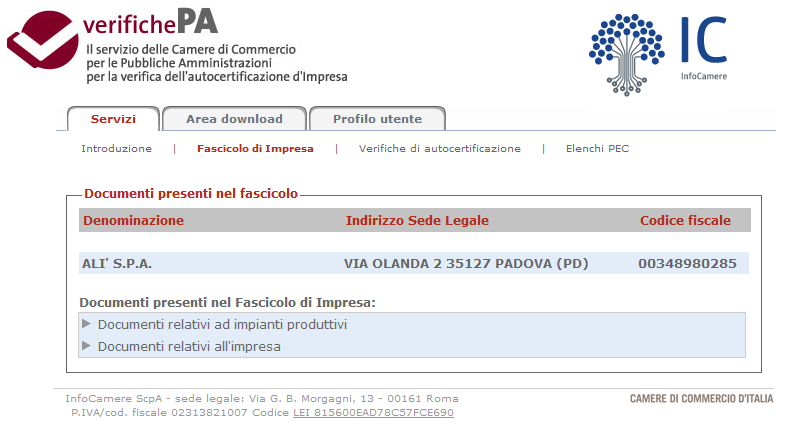 verifichePA
Il servizio delle Camere di Commercio
per le Pubbliche Amministrazioni
per la verifica dell'autocertificazione d'Impresa
IC
InfoCamere
Servizi Area download Profilo utente
Introduzione | Fascicolo di Impresa | Verifiche di autocertificazione | Elenchi PEC
Documenti presenti nel fascicolo
Denominazione Indirizzo Sede Legale Codice fiscale
ALI' S.P.A. VIA OLANDA 2 35127 PADOVA (PD) 00348980285
Documenti presenti nel Fascicolo di Impresa:
Documenti relativi ad impianti produttivi
Documenti relativi all'impresa
InfoCamere ScpA - sede legale: Via G. B. Morgagni, 13 - 00161 Roma
P.IVA/cod. fiscale 02313821007 Codice LEI 815600EAD78C57FCE690
CAMERE DI COMMERCIO D'ITALIA